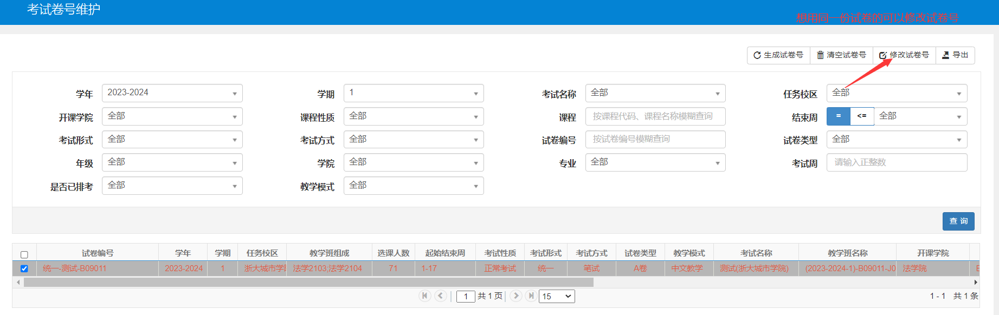 考试卷号维护
想用同一份试卷的可以修改试卷号
生成试卷号 清空试卷号 修改试卷号 导出
学年 2023-2024 学期 1 考试名称 全部 任务校区 全部
开课学院 全部 课程性质 全部 课程 按课程代码、课程名称模糊查询 结束周 = <= 全部
考试形式 全部 考试方式 全部 试卷编号 按试卷编号模糊查询 试卷类型 全部
年级 全部 学院 全部 专业 全部 考试周 请输入正整数
是否已排考 全部 教学模式 全部
查 询
试卷编号 学年 学期 任务校区 教学班组成 选课人数 起始结束周 考试性质 考试形式 考试方式 试卷类型 教学模式 考试名称 教学班名称 开课学院
统一-测试-B09011 2023-2024 1 浙大城市学院 法学2103;法学2104 71 1-17 正常考试 统一 笔试 A卷 中文教学 测试(浙大城市学院) (2023-2024-1)-B09011-J0 法学院
1 共 1 页 15 1 - 1 共 1 条